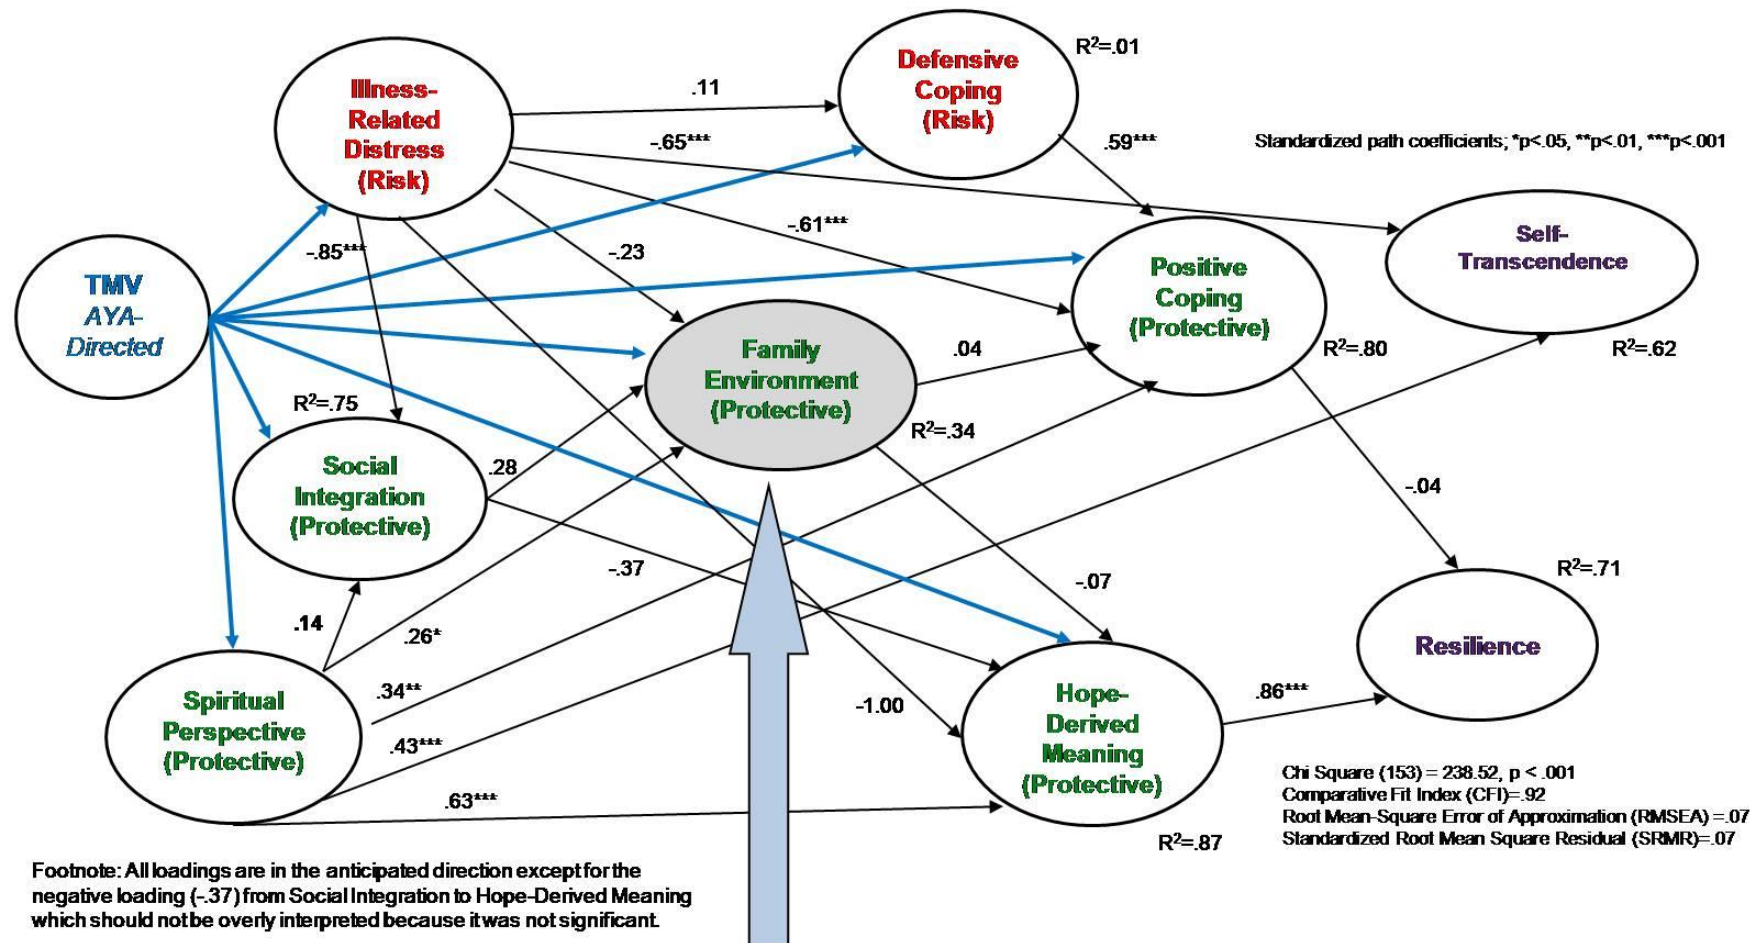 Illness-
Related
Distress
(Risk)
Defensive
Coping
(Risk)
R²=.01
.11
-.65***
.59***
Standardized path coefficients; *p<.05, **p<.01, ***p<.001
-.85***
-.23
-.61***
Self-
Transcendence
R²=.62
TMV
AYA-
Directed
Positive
Coping
(Protective)
R²=.80
Family
Environment
(Protective)
R²=.34
.04
R²=.75
Social
Integration
(Protective)
.28
-.37
-.07
-.04
R²=.71
Resilience
.14
.26*
.34**
.43***
.63***
Spiritual
Perspective
(Protective)
-1.00
Hope-
Derived
Meaning
(Protective)
R²=.87
.86***
Chi Square (153) = 238.52, p < .001
Comparative Fit Index (CFI)=.92
Root Mean-Square Error of Approximation (RMSEA) =.07
Standardized Root Mean Square Residual (SRMR)=.07
Footnote: All loadings are in the anticipated direction except for the
negative loading (-.37) from Social Integration to Hope-Derived Meaning
which should not be overly interpreted because it was not significant.